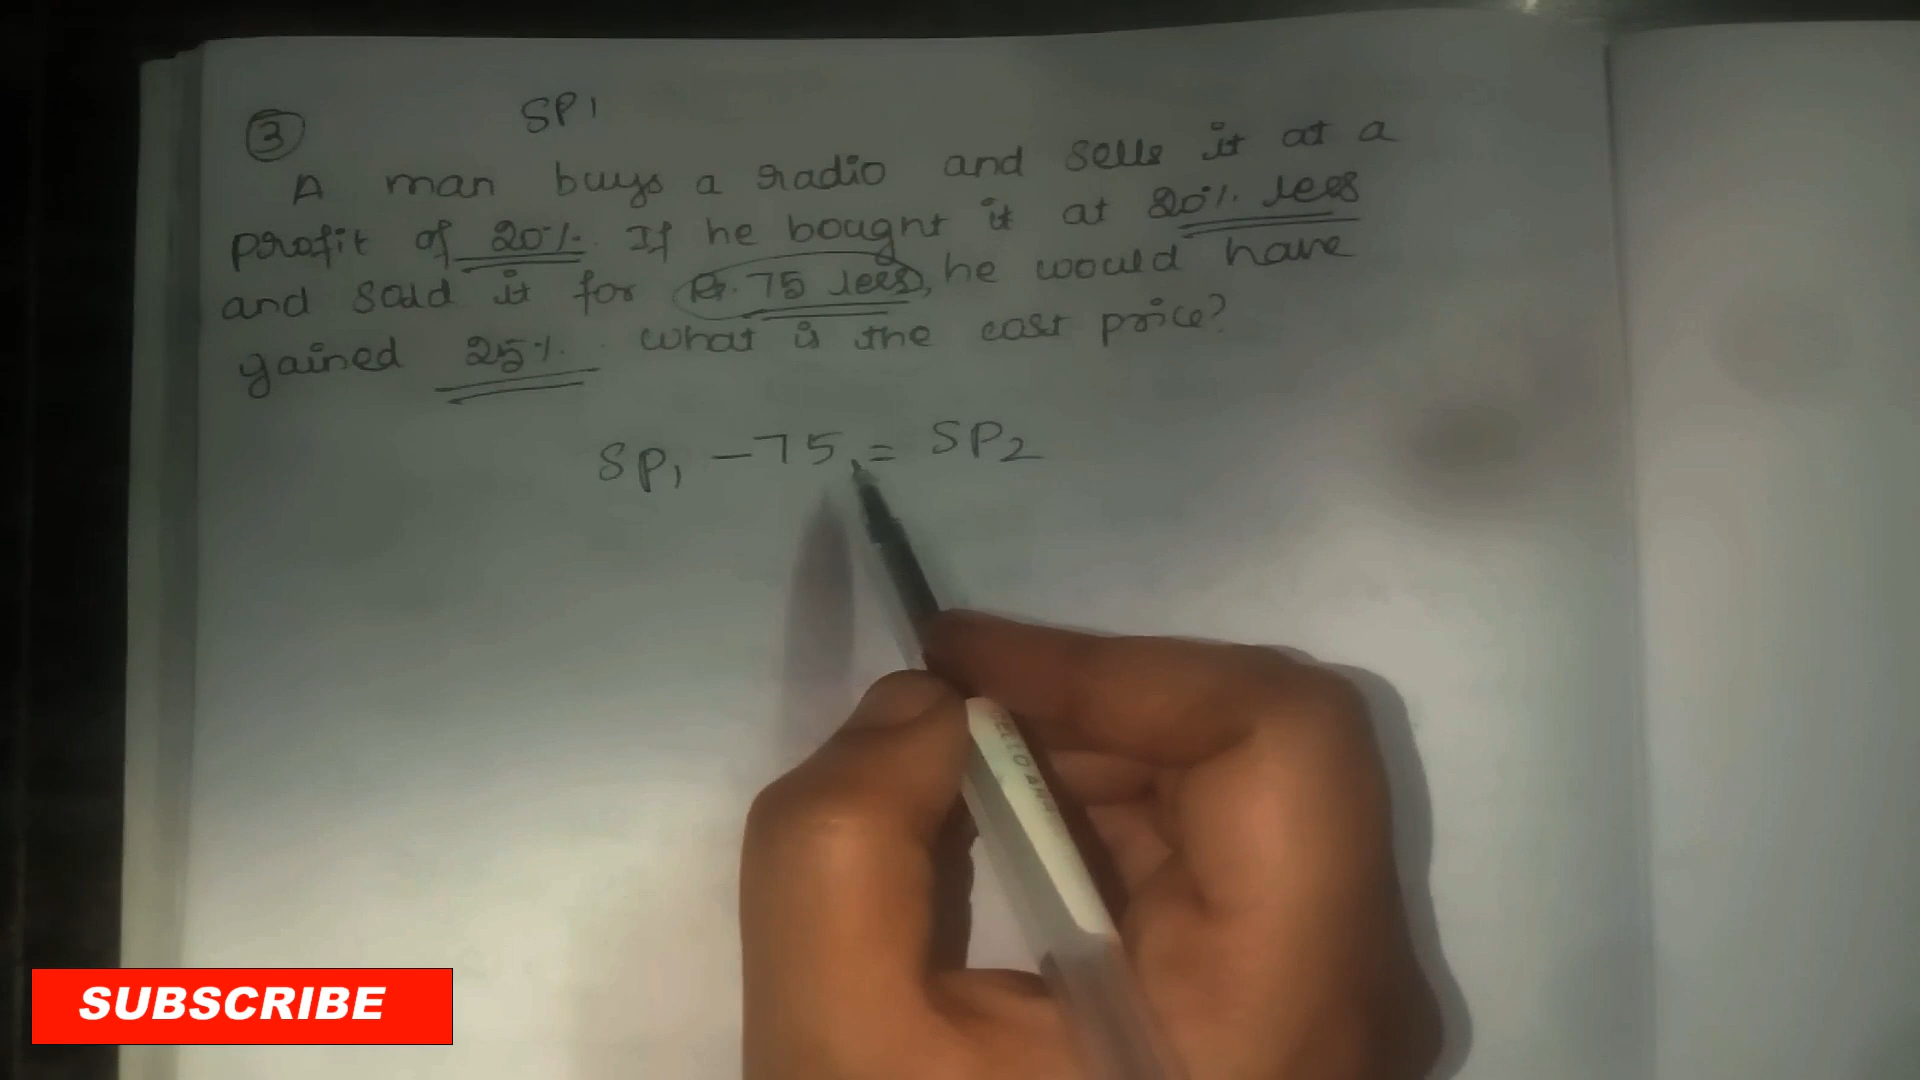 SP1
③
A man buys a radio and sells it at a
profit of 20%. If he bought it at 20% less
and sold it for Rs.75 less, he would have
gained 25%. what is the cost price?
SP1 - 75 = SP2
HELLO
SUBSCRIBE